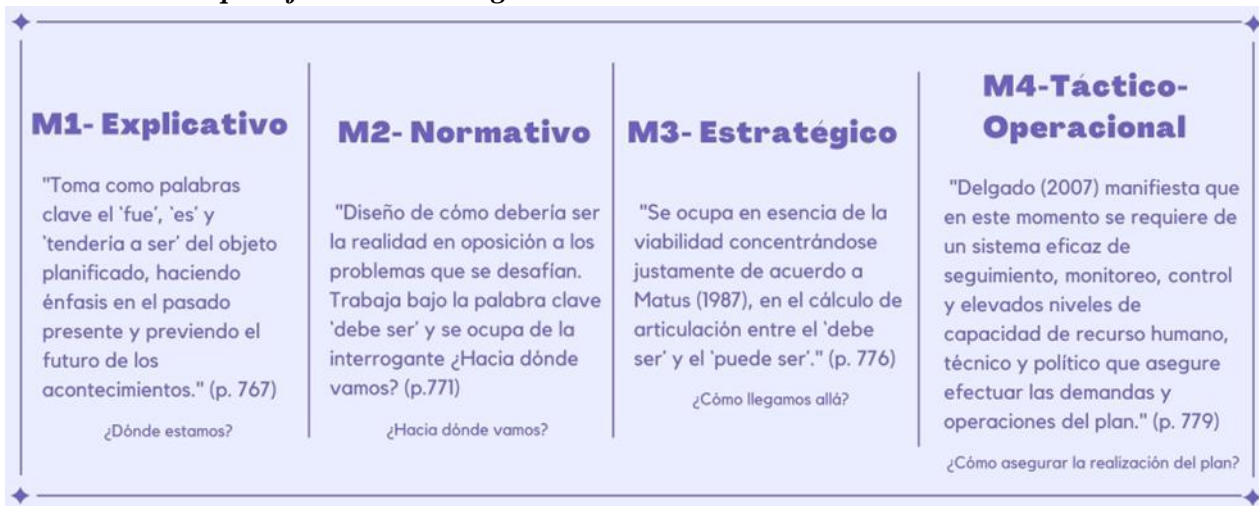 M1- Explicativo
"Toma como palabras
clave el 'fue', 'es' y
'tendería a ser' del objeto
planificado, haciendo
énfasis en el pasado
presente y previendo el
futuro de los
acontecimientos." (p. 767)
¿Dónde estamos?
M2- Normativo
"Diseño de cómo debería ser
la realidad en oposición a los
problemas que se desafían.
Trabaja bajo la palabra clave
'debe ser' y se ocupa de la
interrogante ¿Hacia dónde
vamos? (p.771)
¿Hacia dónde vamos?
M3- Estratégico
"Se ocupa en esencia de la
viabilidad concentrándose
justamente de acuerdo a
Matus (1987), en el cálculo de
articulación entre el 'debe
ser' y el 'puede ser'." (p. 776)
¿Cómo llegamos allá?
M4-Táctico-
Operacional
"Delgado (2007) manifiesta que
en este momento se requiere de
un sistema eficaz de
seguimiento, monitoreo, control
y elevados niveles de
capacidad de recurso humano,
técnico y político que asegure
efectuar las demandas y
operaciones del plan." (p. 779)
¿Cómo asegurar la realización del plan?